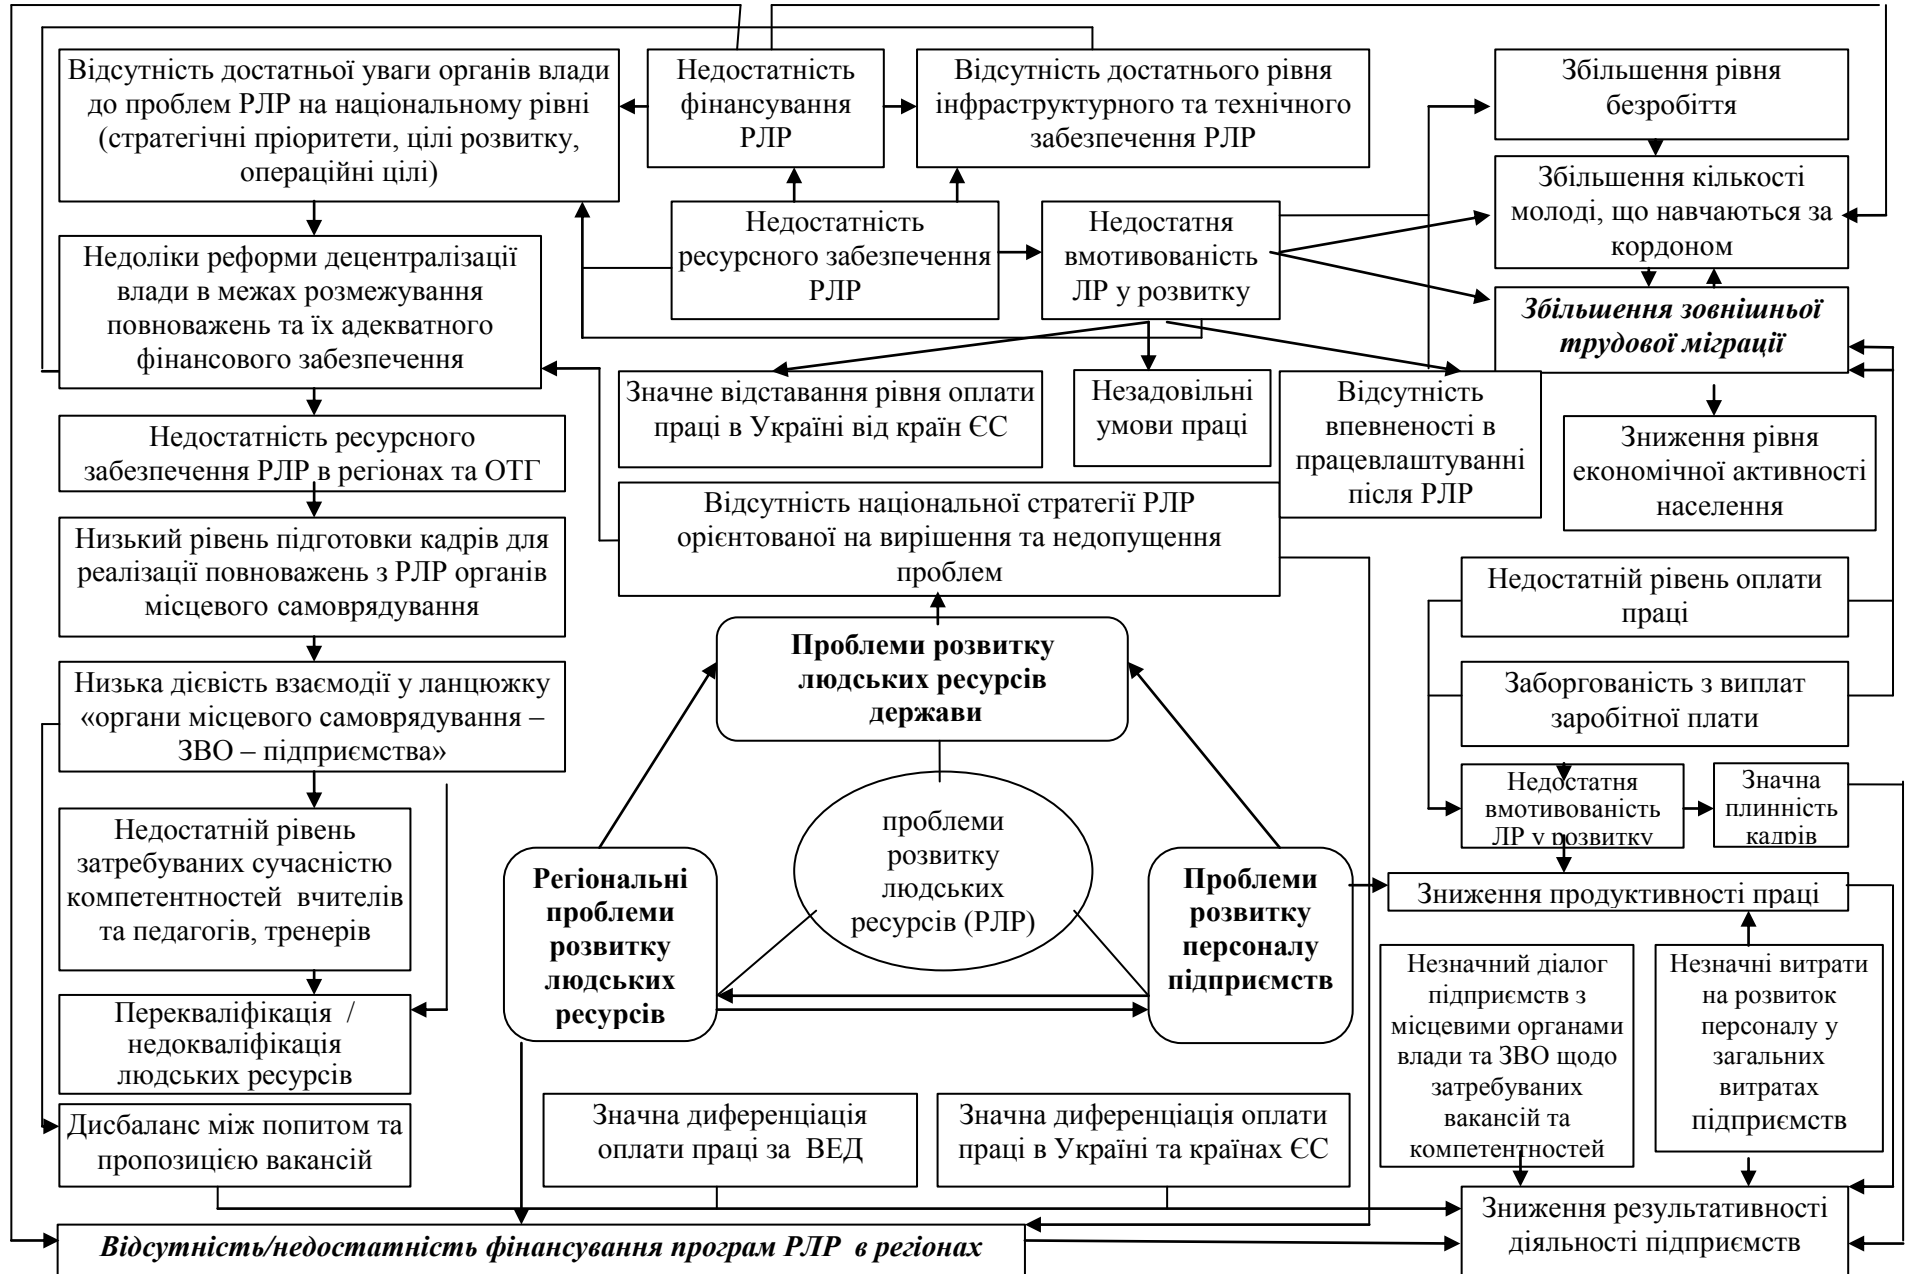 Відсутність достатньої уваги органів влади
до проблем РЛР на національному рівні
(стратегічні пріоритети, цілі розвитку,
операційні цілі)
Недостатність
фінансування
РЛР
Відсутність достатнього рівня
інфраструктурного та технічного
забезпечення РЛР
Збільшення рівня
безробіття
Збільшення кількості
молоді, що навчаються за
кордоном
Недостатність
ресурсного забезпечення
РЛР
Недостатня
вмотивованість
ЛР у розвитку
Недоліки реформи децентралізації
влади в межах розмежування
повноважень та їх адекватного
фінансового забезпечення
Збільшення зовнішньої
трудової міграції
Значне відставання рівня оплати
праці в Україні від країн ЄС
Незадовільні
умови праці
Відсутність
впевненості в
працевлаштуванні
після РЛР
Зниження рівня
економічної активності
населення
Недостатність ресурсного
забезпечення РЛР в регіонах та ОТГ
Відсутність національної стратегії РЛР
орієнтованої на вирішення та недопущення
проблем
Низький рівень підготовки кадрів для
реалізації повноважень з РЛР органів
місцевого самоврядування
Недостатній рівень оплати
праці
Проблеми розвитку
людських ресурсів
держави
Низька дієвість взаємодії у ланцюжку
«органи місцевого самоврядування –
ЗВО – підприємства»
Заборгованість з виплат
заробітної плати
Недостатня
вмотивованість
ЛР у розвитку
Значна
плинність
кадрів
Недостатній рівень
затребуваних сучасністю
компетентностей  вчителів
та педагогів, тренерів
Регіональні
проблеми
розвитку
людських
ресурсів
проблеми
розвитку
людських
ресурсів (РЛР)
Проблеми
розвитку
персоналу
підприємств
Зниження продуктивності праці
Незначний діалог
підприємств з
місцевими органами
влади та ЗВО щодо
затребуваних
вакансій та
компетентностей
Незначні витрати
на розвиток
персоналу у
загальних
витратах
підприємств
Перекваліфікація  /
недокваліфікація
людських ресурсів
Дисбаланс між попитом та
пропозицією вакансій
Значна диференціація
оплати праці за  ВЕД
Значна диференціація оплати
праці в Україні та країнах ЄС
Зниження результативності
діяльності підприємств
Відсутність/недостатність фінансування програм РЛР  в регіонах